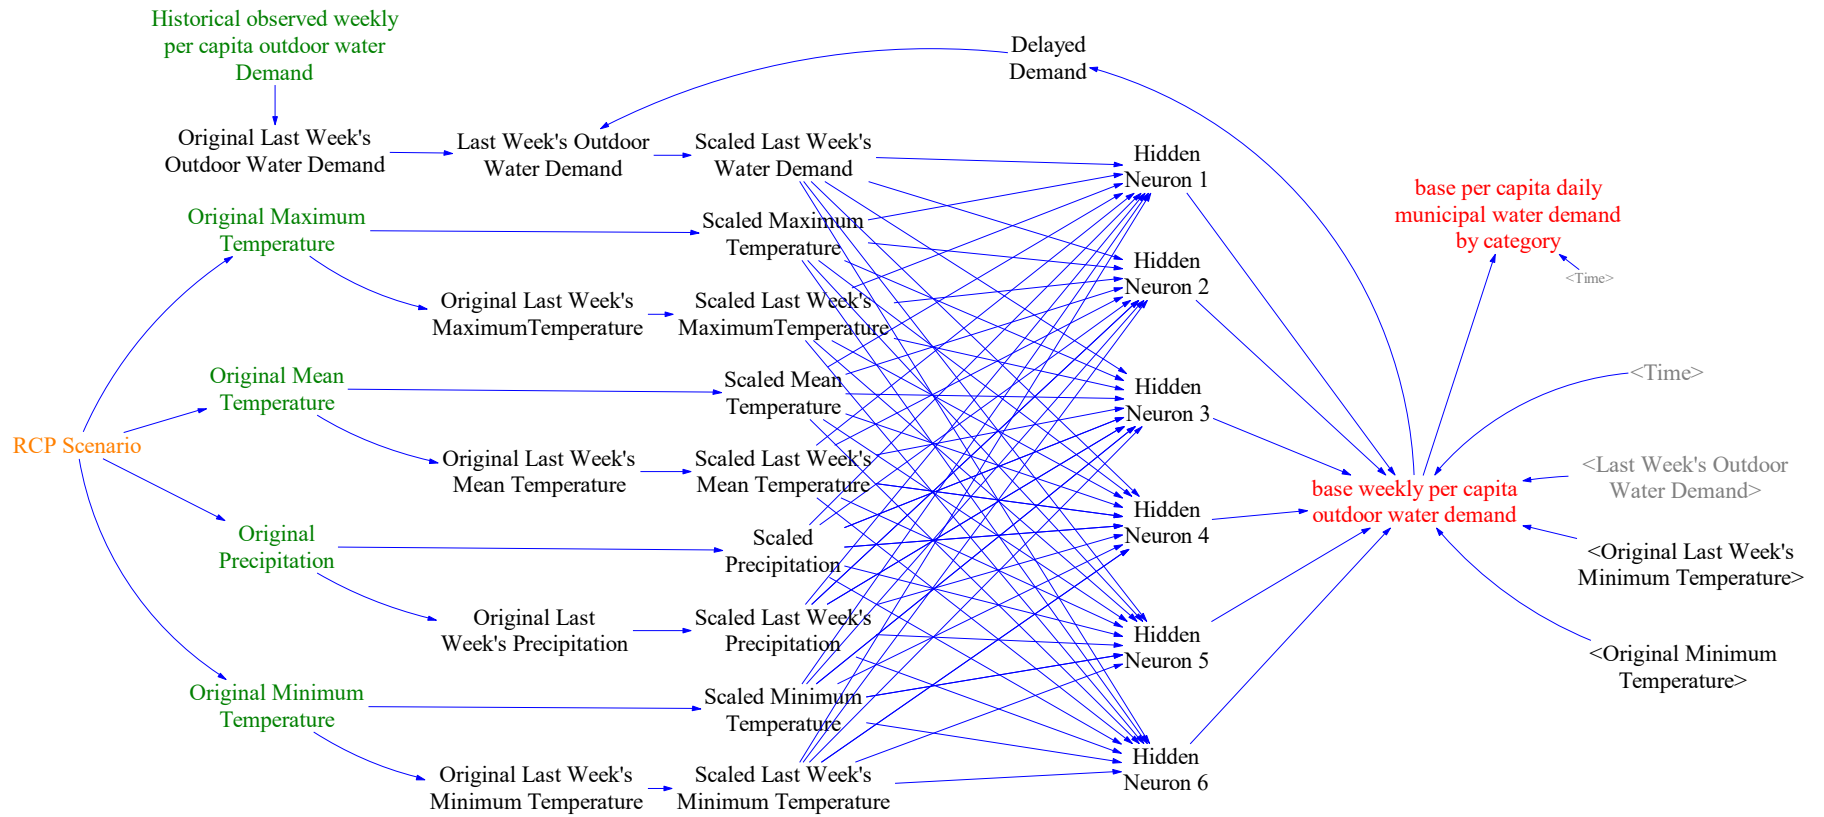 Historical observed weekly
per capita outdoor water
Demand
Delayed
Demand
Original Last Week's
Outdoor Water Demand
Last Week's Outdoor
Water Demand
Scaled Last Week's
Water Demand
Hidden
Neuron 1
Original Maximum
Temperature
Scaled Maximum
Temperature
base per capita daily
municipal water demand
by category
<Time>
Hidden
Neuron 2
Original Last Week's
MaximumTemperature
Scaled Last Week's
MaximumTemperature
Original Mean
Temperature
Scaled Mean
Temperature
Hidden
Neuron 3
<Time>
RCP Scenario
Original Last Week's
Mean Temperature
Scaled Last Week's
Mean Temperature
<Last Week's Outdoor
Water Demand>
base weekly per capita
outdoor water demand
Hidden
Neuron 4
Original
Precipitation
Scaled
Precipitation
<Original Last Week's
Minimum Temperature>
Original Last
Week's Precipitation
Scaled Last Week's
Precipitation
Hidden
Neuron 5
<Original Minimum
Temperature>
Original Minimum
Temperature
Scaled Minimum
Temperature
Hidden
Neuron 6
Original Last Week's
Minimum Temperature
Scaled Last Week's
Minimum Temperature